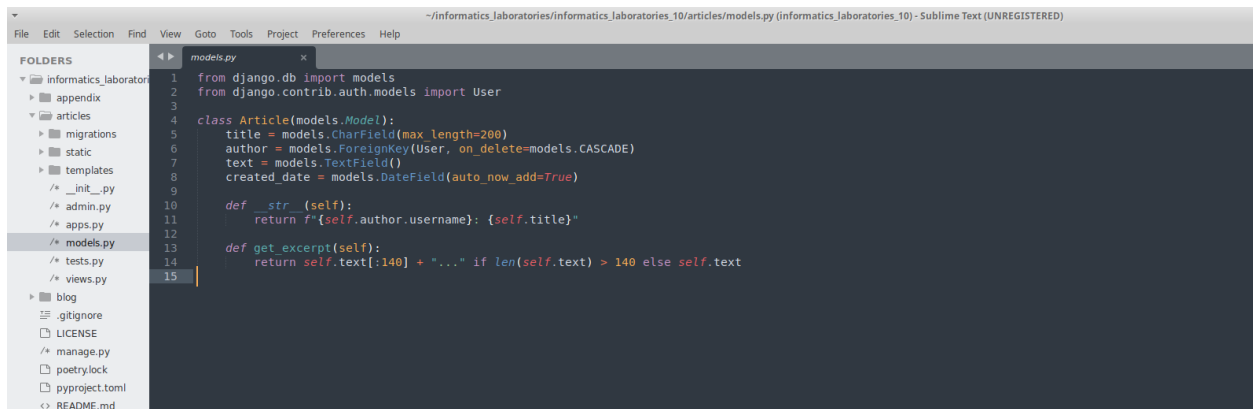 ~/informatics_laboratories/informatics_laboratories_10/articles/models.py (informatics_laboratories_10) - Sublime Text (UNREGISTERED)
File Edit Selection Find View Goto Tools Project Preferences Help
FOLDERS
informatics_laboratori
appendix
articles
migrations
static
templates
/* __init__.py
/* admin.py
/* apps.py
/* models.py
/* tests.py
/* views.py
blog
.gitignore
LICENSE
/* manage.py
poetry.lock
pyproject.toml
<> README.md
models.py ×
1 from django.db import models
2 from django.contrib.auth.models import User
3
4 class Article(models.Model):
5     title = models.CharField(max_length=200)
6     author = models.ForeignKey(User, on_delete=models.CASCADE)
7     text = models.TextField()
8     created_date = models.DateField(auto_now_add=True)
9
10     def __str__(self):
11         return f"{self.author.username}: {self.title}"
12
13     def get_excerpt(self):
14         return self.text[:140] + "..." if len(self.text) > 140 else self.text
15